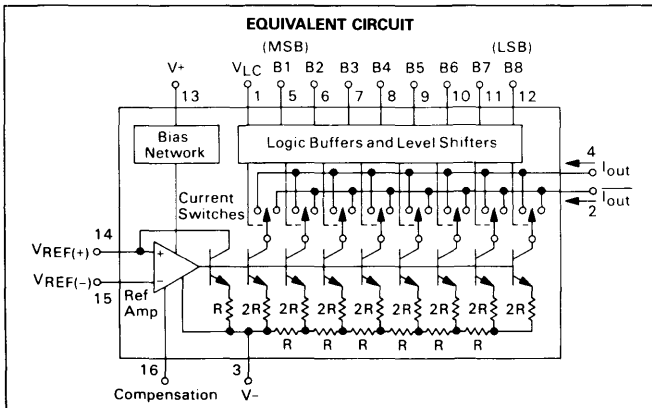 EQUIVALENT CIRCUIT
(MSB) (LSB)
V+ VLC B1 B2 B3 B4 B5 B6 B7 B8
13 1 5 6 7 8 9 10 11 12
Bias
Network
Logic Buffers and Level Shifters
4
Iout
Iout
2
Current
Switches
14
VREF(+)
+
VREF(-)
−
15
Ref
Amp
R R 2R 2R 2R 2R 2R 2R 2R 2R
R R R R R R
16 3
Compensation V-